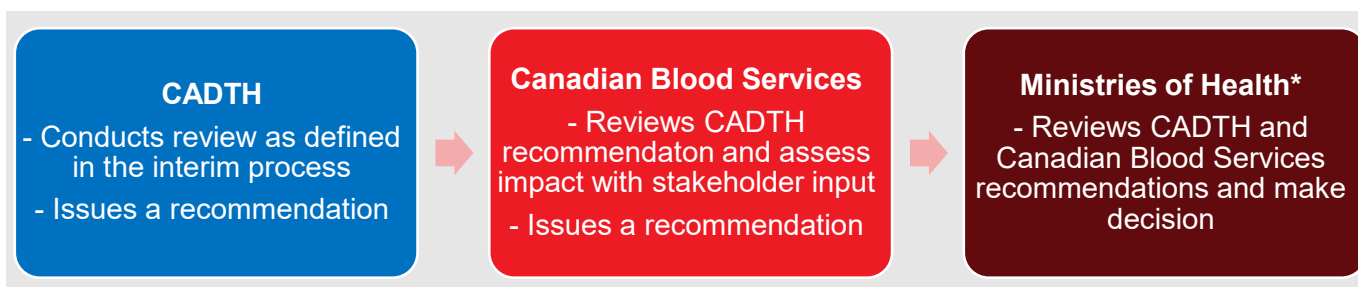 CADTH
- Conducts review as defined
in the interim process
- Issues a recommendation
Canadian Blood Services
- Reviews CADTH
recommendaton and assess
impact with stakeholder input
- Issues a recommendation
Ministries of Health*
- Reviews CADTH and
Canadian Blood Services
recommendations and make
decision